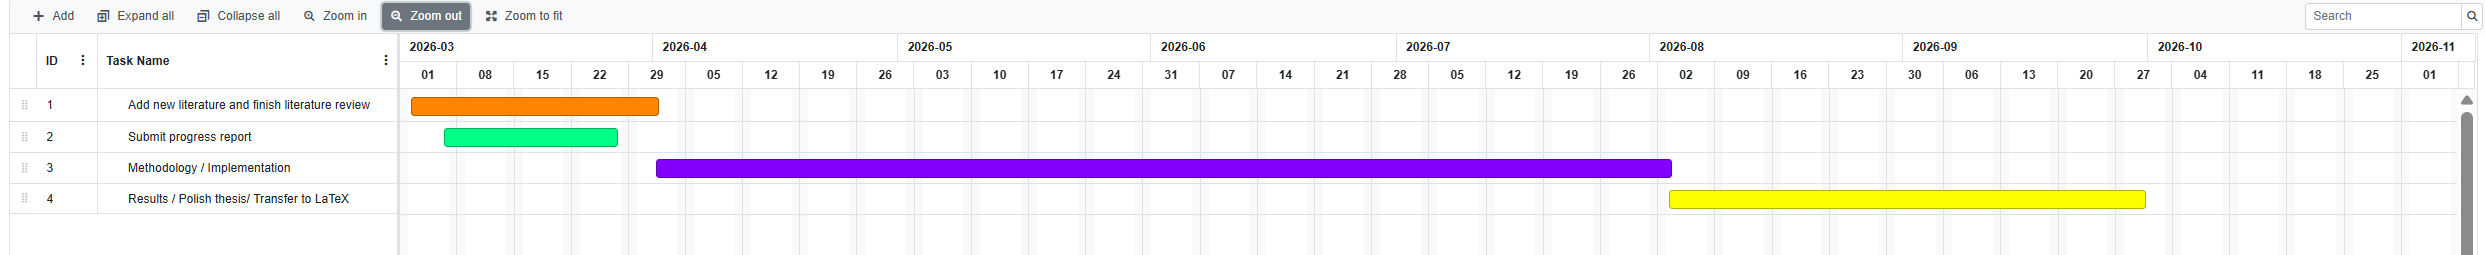 Add Expand all Collapse all Zoom in Zoom out Zoom to fit Search
2026-03 2026-04 2026-05 2026-06 2026-07 2026-08 2026-09 2026-10 2026-11
ID Task Name
01 08 15 22 29 05 12 19 26 03 10 17 24 31 07 14 21 28 05 12 19 26 02 09 16 23 30 06 13 20 27 04 11 18 25 01
1 Add new literature and finish literature review
2 Submit progress report
3 Methodology / Implementation
4 Results / Polish thesis/ Transfer to LaTeX